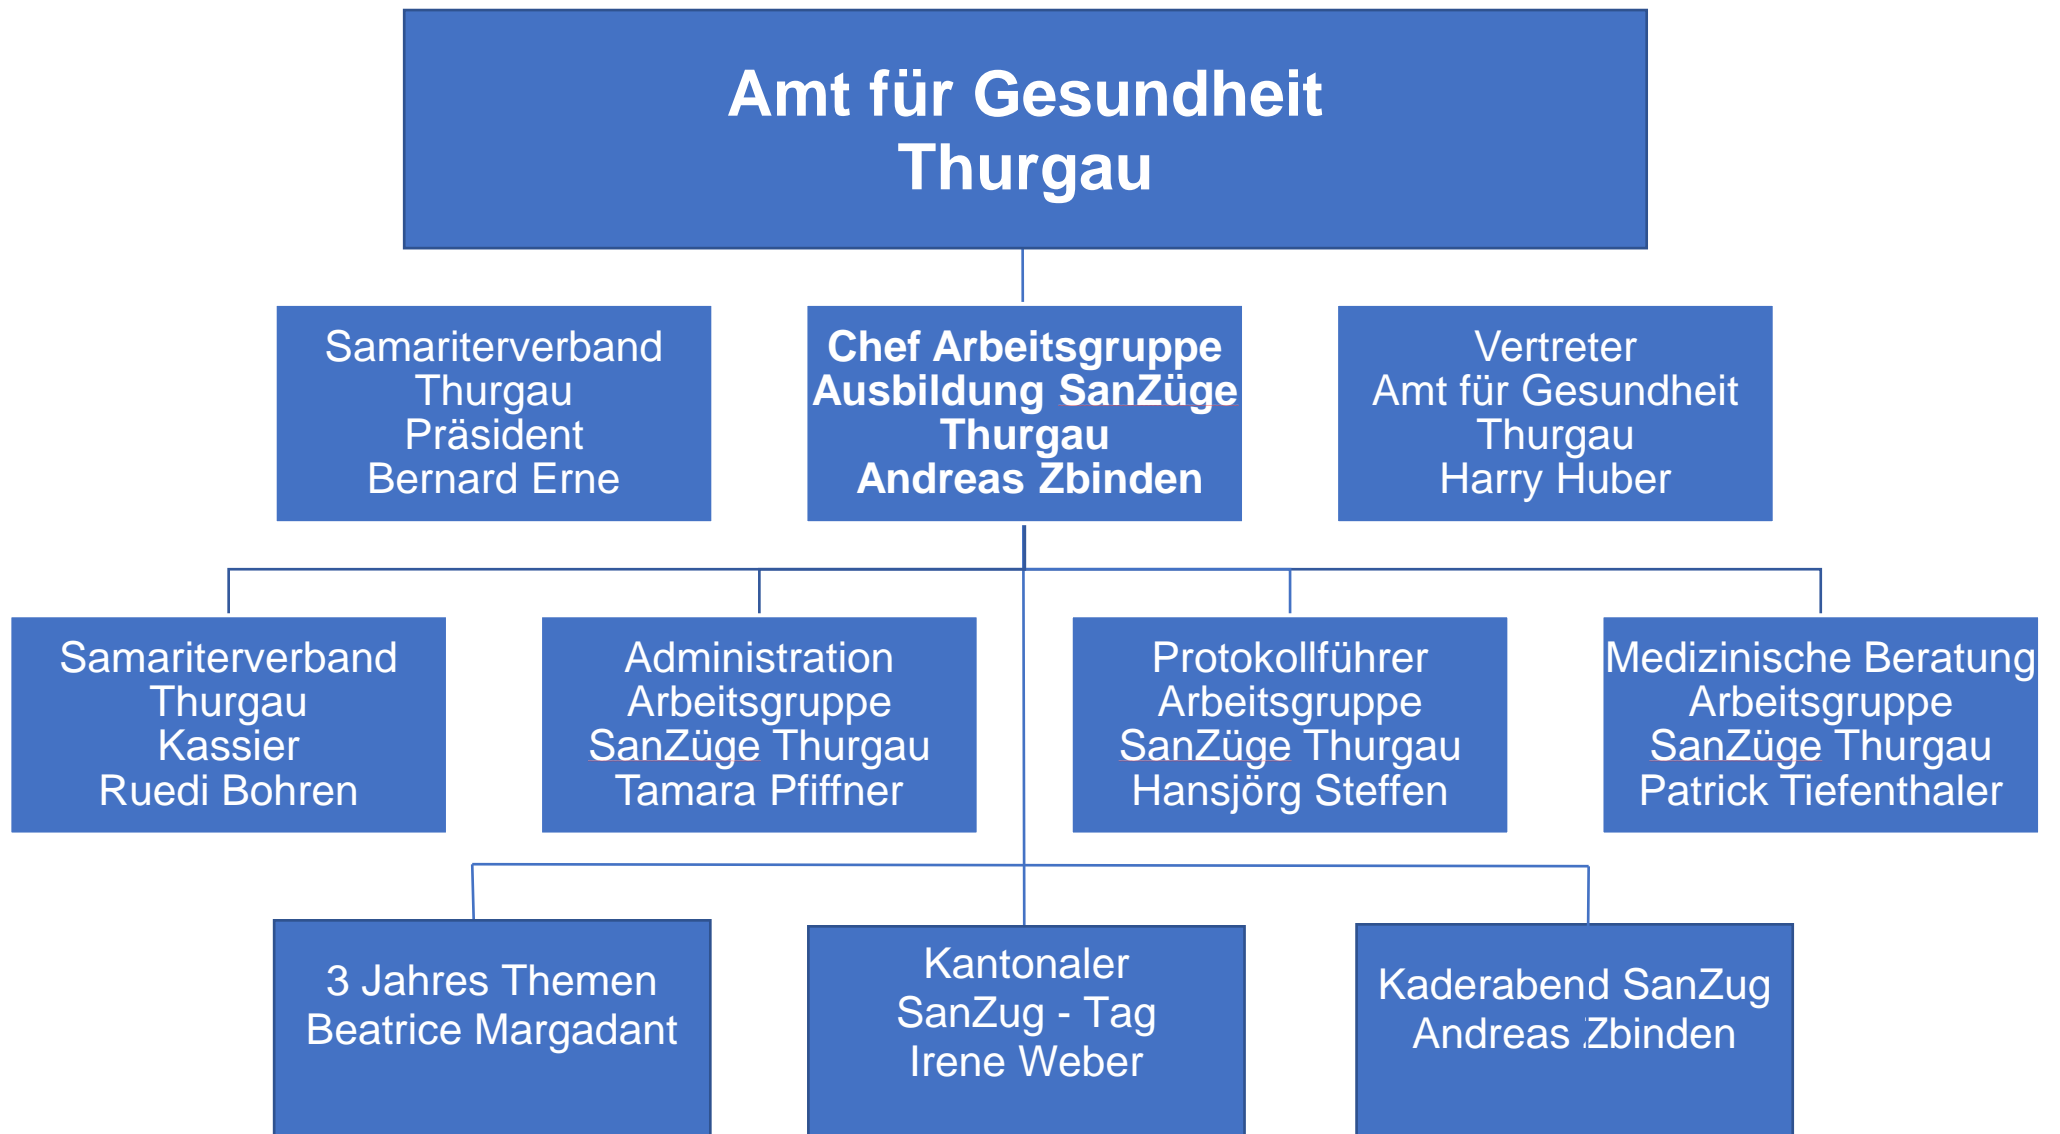 Amt für Gesundheit
Thurgau
Samariterverband
Thurgau
Präsident
Bernard Erne
Chef Arbeitsgruppe
Ausbildung SanZüge
Thurgau
Andreas Zbinden
Vertreter
Amt für Gesundheit
Thurgau
Harry Huber
Samariterverband
Thurgau
Kassier
Ruedi Bohren
Administration
Arbeitsgruppe
SanZüge Thurgau
Tamara Pfiffner
Protokollführer
Arbeitsgruppe
SanZüge Thurgau
Hansjörg Steffen
Medizinische Beratung
Arbeitsgruppe
SanZüge Thurgau
Patrick Tiefenthaler
3 Jahres Themen
Beatrice Margadant
Kantonaler
SanZug - Tag
Irene Weber
Kaderabend SanZug
Andreas Zbinden